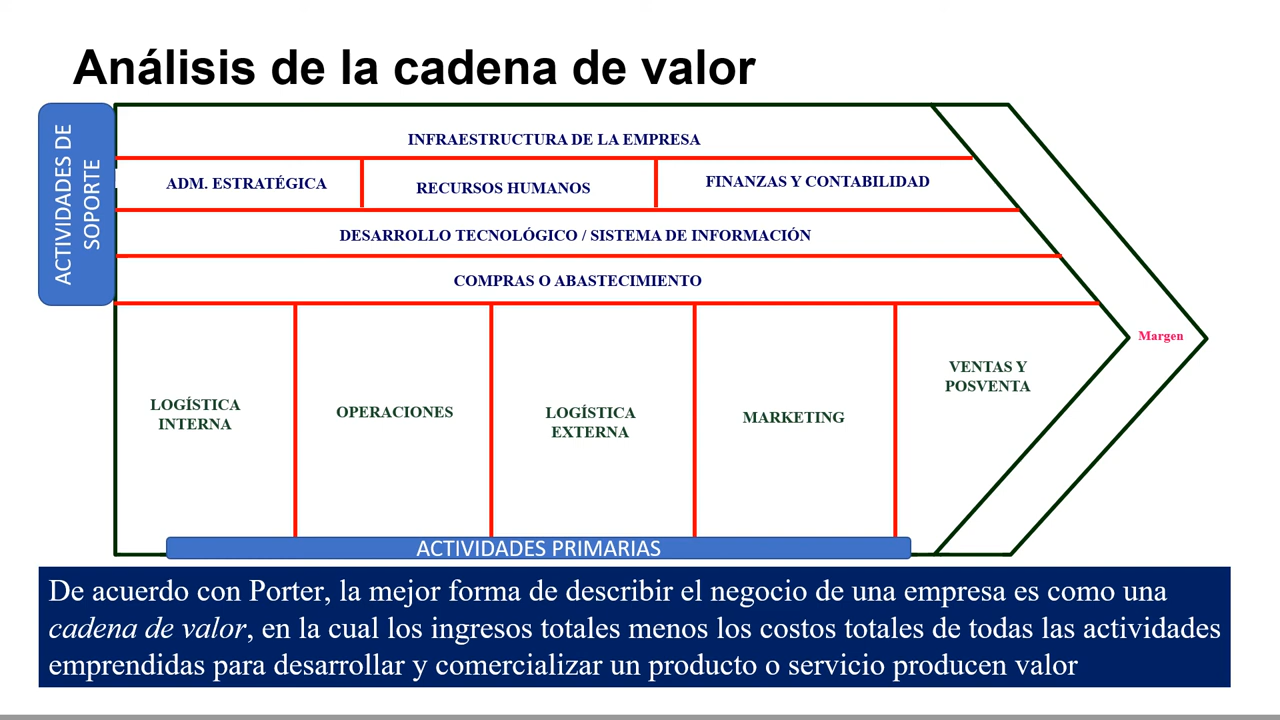 Análisis de la cadena de valor
ACTIVIDADES DE
SOPORTE
INFRAESTRUCTURA DE LA EMPRESA
ADM. ESTRATÉGICA
RECURSOS HUMANOS
FINANZAS Y CONTABILIDAD
DESARROLLO TECNOLÓGICO / SISTEMA DE INFORMACIÓN
COMPRAS O ABASTECIMIENTO
LOGÍSTICA
INTERNA
OPERACIONES
LOGÍSTICA
EXTERNA
MARKETING
VENTAS Y
POSVENTA
Margen
ACTIVIDADES PRIMARIAS
De acuerdo con Porter, la mejor forma de describir el negocio de una empresa es como una
cadena de valor, en la cual los ingresos totales menos los costos totales de todas las actividades
emprendidas para desarrollar y comercializar un producto o servicio producen valor